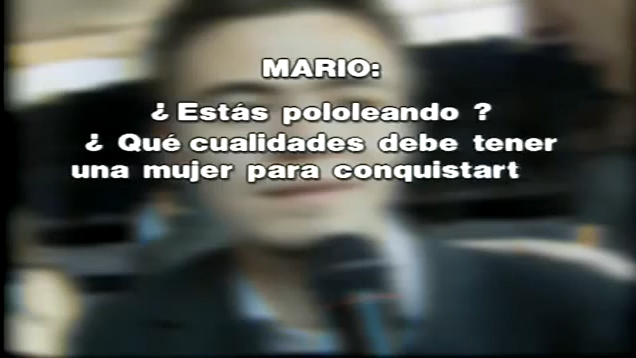 MARIO:
¿ Estás pololeando ?
¿ Qué cualidades debe tener
una mujer para conquistart